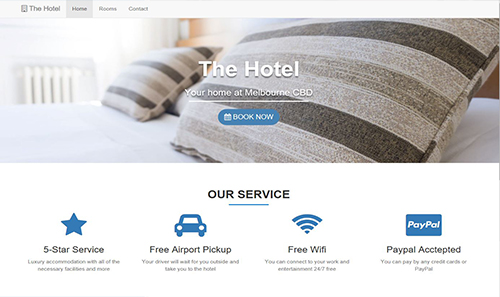 The Hotel Home Rooms Contact
The Hotel
Your home at Melbourne CBD
BOOK NOW
OUR SERVICE
PayPal
5-Star Service
Luxury accommodation with all of the
necessary facilities and more
Free Airport Pickup
Your driver will wait for you outside and
take you to the hotel
Free Wifi
You can connect to your work and
entertainment 24/7 free
Paypal Acctepted
You can pay by any credit cards or
PayPal